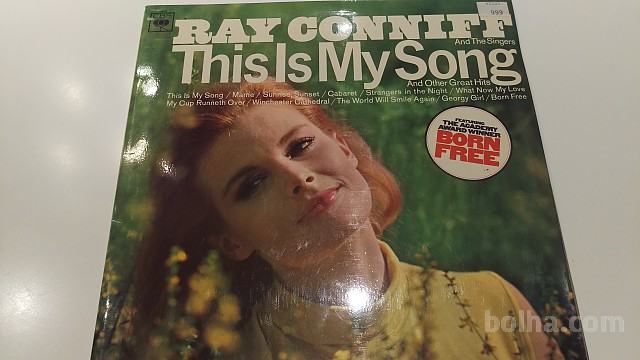 CBS
999
RAY CONNIFF
And The Singers
This Is My Song
And Other Great Hits
This Is My Song / Mame / Sunrise, Sunset / Cabaret / Strangers in the Night / What Now My Love
My Cup Runneth Over / Winchester Cathedral / The World Will Smile Again / Georgy Girl / Born Free
FEATURING
THE ACADEMY
AWARD WINNER
BORN
FREE
bolha.com